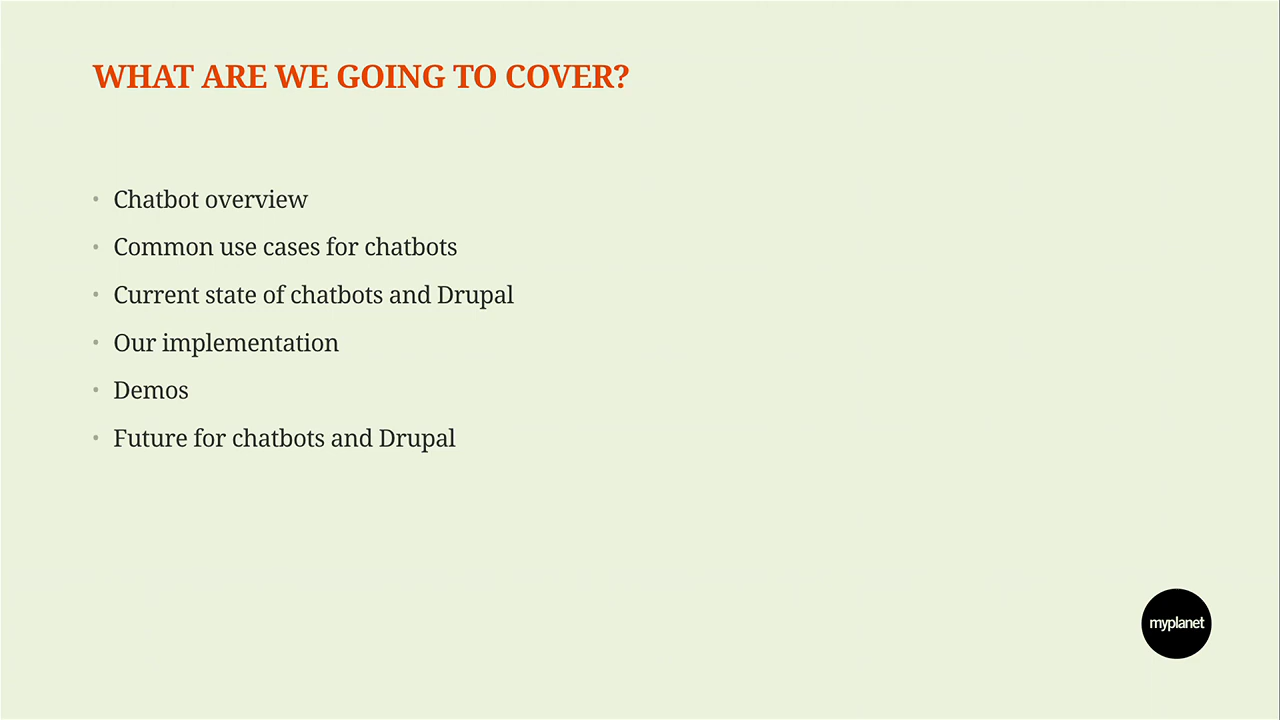 WHAT ARE WE GOING TO COVER?
• Chatbot overview
• Common use cases for chatbots
• Current state of chatbots and Drupal
• Our implementation
• Demos
• Future for chatbots and Drupal
myplanet